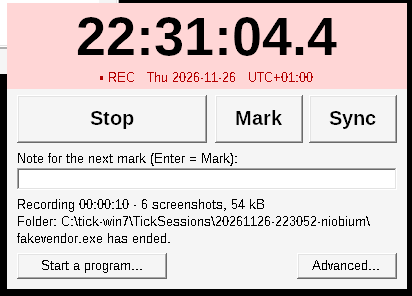 22:31:04.4
▪ REC Thu 2026-11-26 UTC+01:00
Stop Mark Sync
Note for the next mark (Enter = Mark):
Recording 00:00:10 - 6 screenshots, 54 kB
Folder: C:\tick-win7\TickSessions\20261126-223052-niobium\
fakevendor.exe has ended.
Start a program... Advanced...